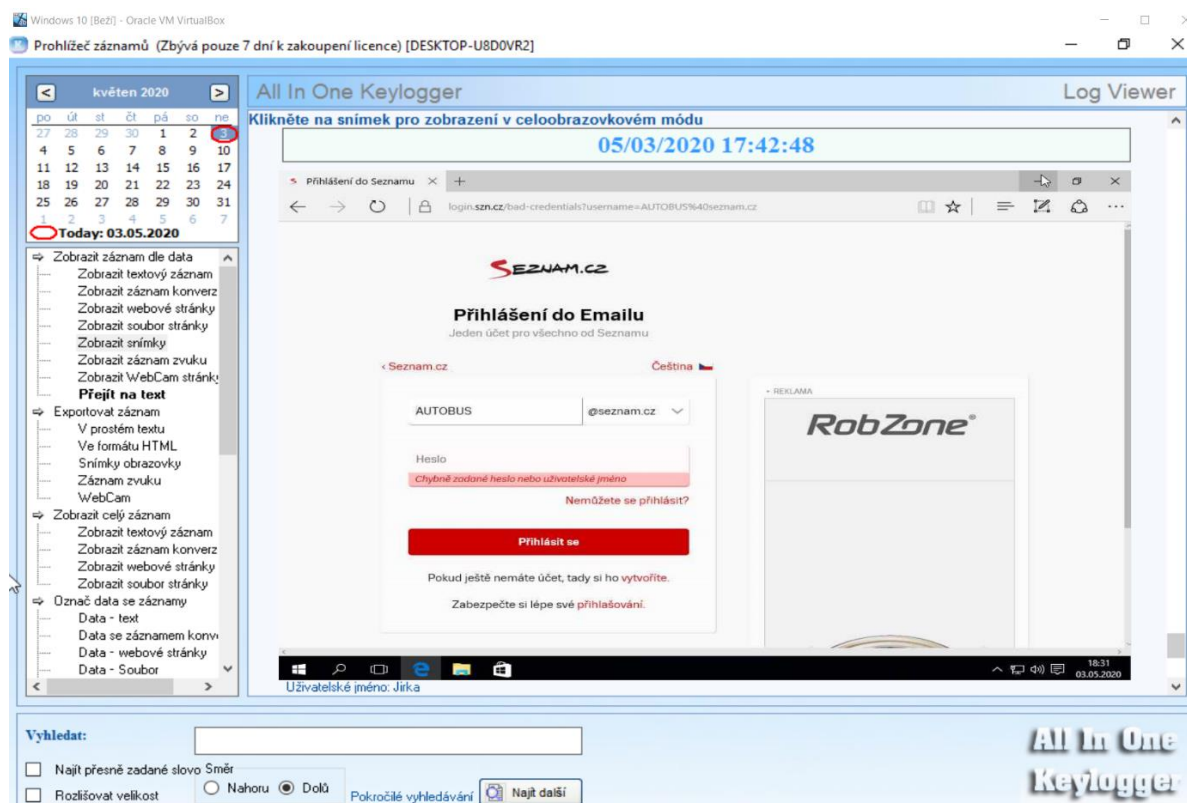 Windows 10 [Beží] - Oracle VM VirtualBox
Prohlížeč záznamů (Zbývá pouze 7 dní k zakoupení licence) [DESKTOP-U8D0VR2]
květen 2020
po út st čt pá so ne
27 28 29 30 1 2 3
4 5 6 7 8 9 10
11 12 13 14 15 16 17
18 19 20 21 22 23 24
25 26 27 28 29 30 31
1 2 3 4 5 6 7
Today: 03.05.2020
Zobrazit záznam dle data
Zobrazit textový záznam
Zobrazit záznam konverz
Zobrazit webové stránky
Zobrazit soubor stránky
Zobrazit snímky
Zobrazit záznam zvuku
Zobrazit WebCam stránky
Přejít na text
Exportovat záznam
V prostém textu
Ve formátu HTML
Snímky obrazovky
Záznam zvuku
WebCam
Zobrazit celý záznam
Zobrazit textový záznam
Zobrazit záznam konverz
Zobrazit webové stránky
Zobrazit soubor stránky
Označ data se záznamy
Data - text
Data se záznamem konv
Data - webové stránky
Data - Soubor
All In One Keylogger
Log Viewer
Klikněte na snímek pro zobrazení v celoobrazovkovém módu
05/03/2020 17:42:48
Přihlášení do Seznamu
login.szn.cz/bad-credentials?username=AUTOBUS%40seznam.cz
SEZNAM.CZ
Přihlášení do Emailu
Jeden účet pro všechno od Seznamu
‹ Seznam.cz
Čeština
AUTOBUS
@seznam.cz
Heslo
Chybně zadané heslo nebo uživatelské jméno
Nemůžete se přihlásit?
Přihlásit se
Pokud ještě nemáte účet, tady si ho vytvoříte.
Zabezpečte si lépe své přihlašování.
• REKLAMA
RobZone®
18:31
03.05.2020
Uživatelské jméno: Jirka
Vyhledat:
Najít přesně zadané slovo
Rozlišovat velikost
Směr
Nahoru
Dolů
Pokročilé vyhledávání
Najít další
All In One
Keylogger